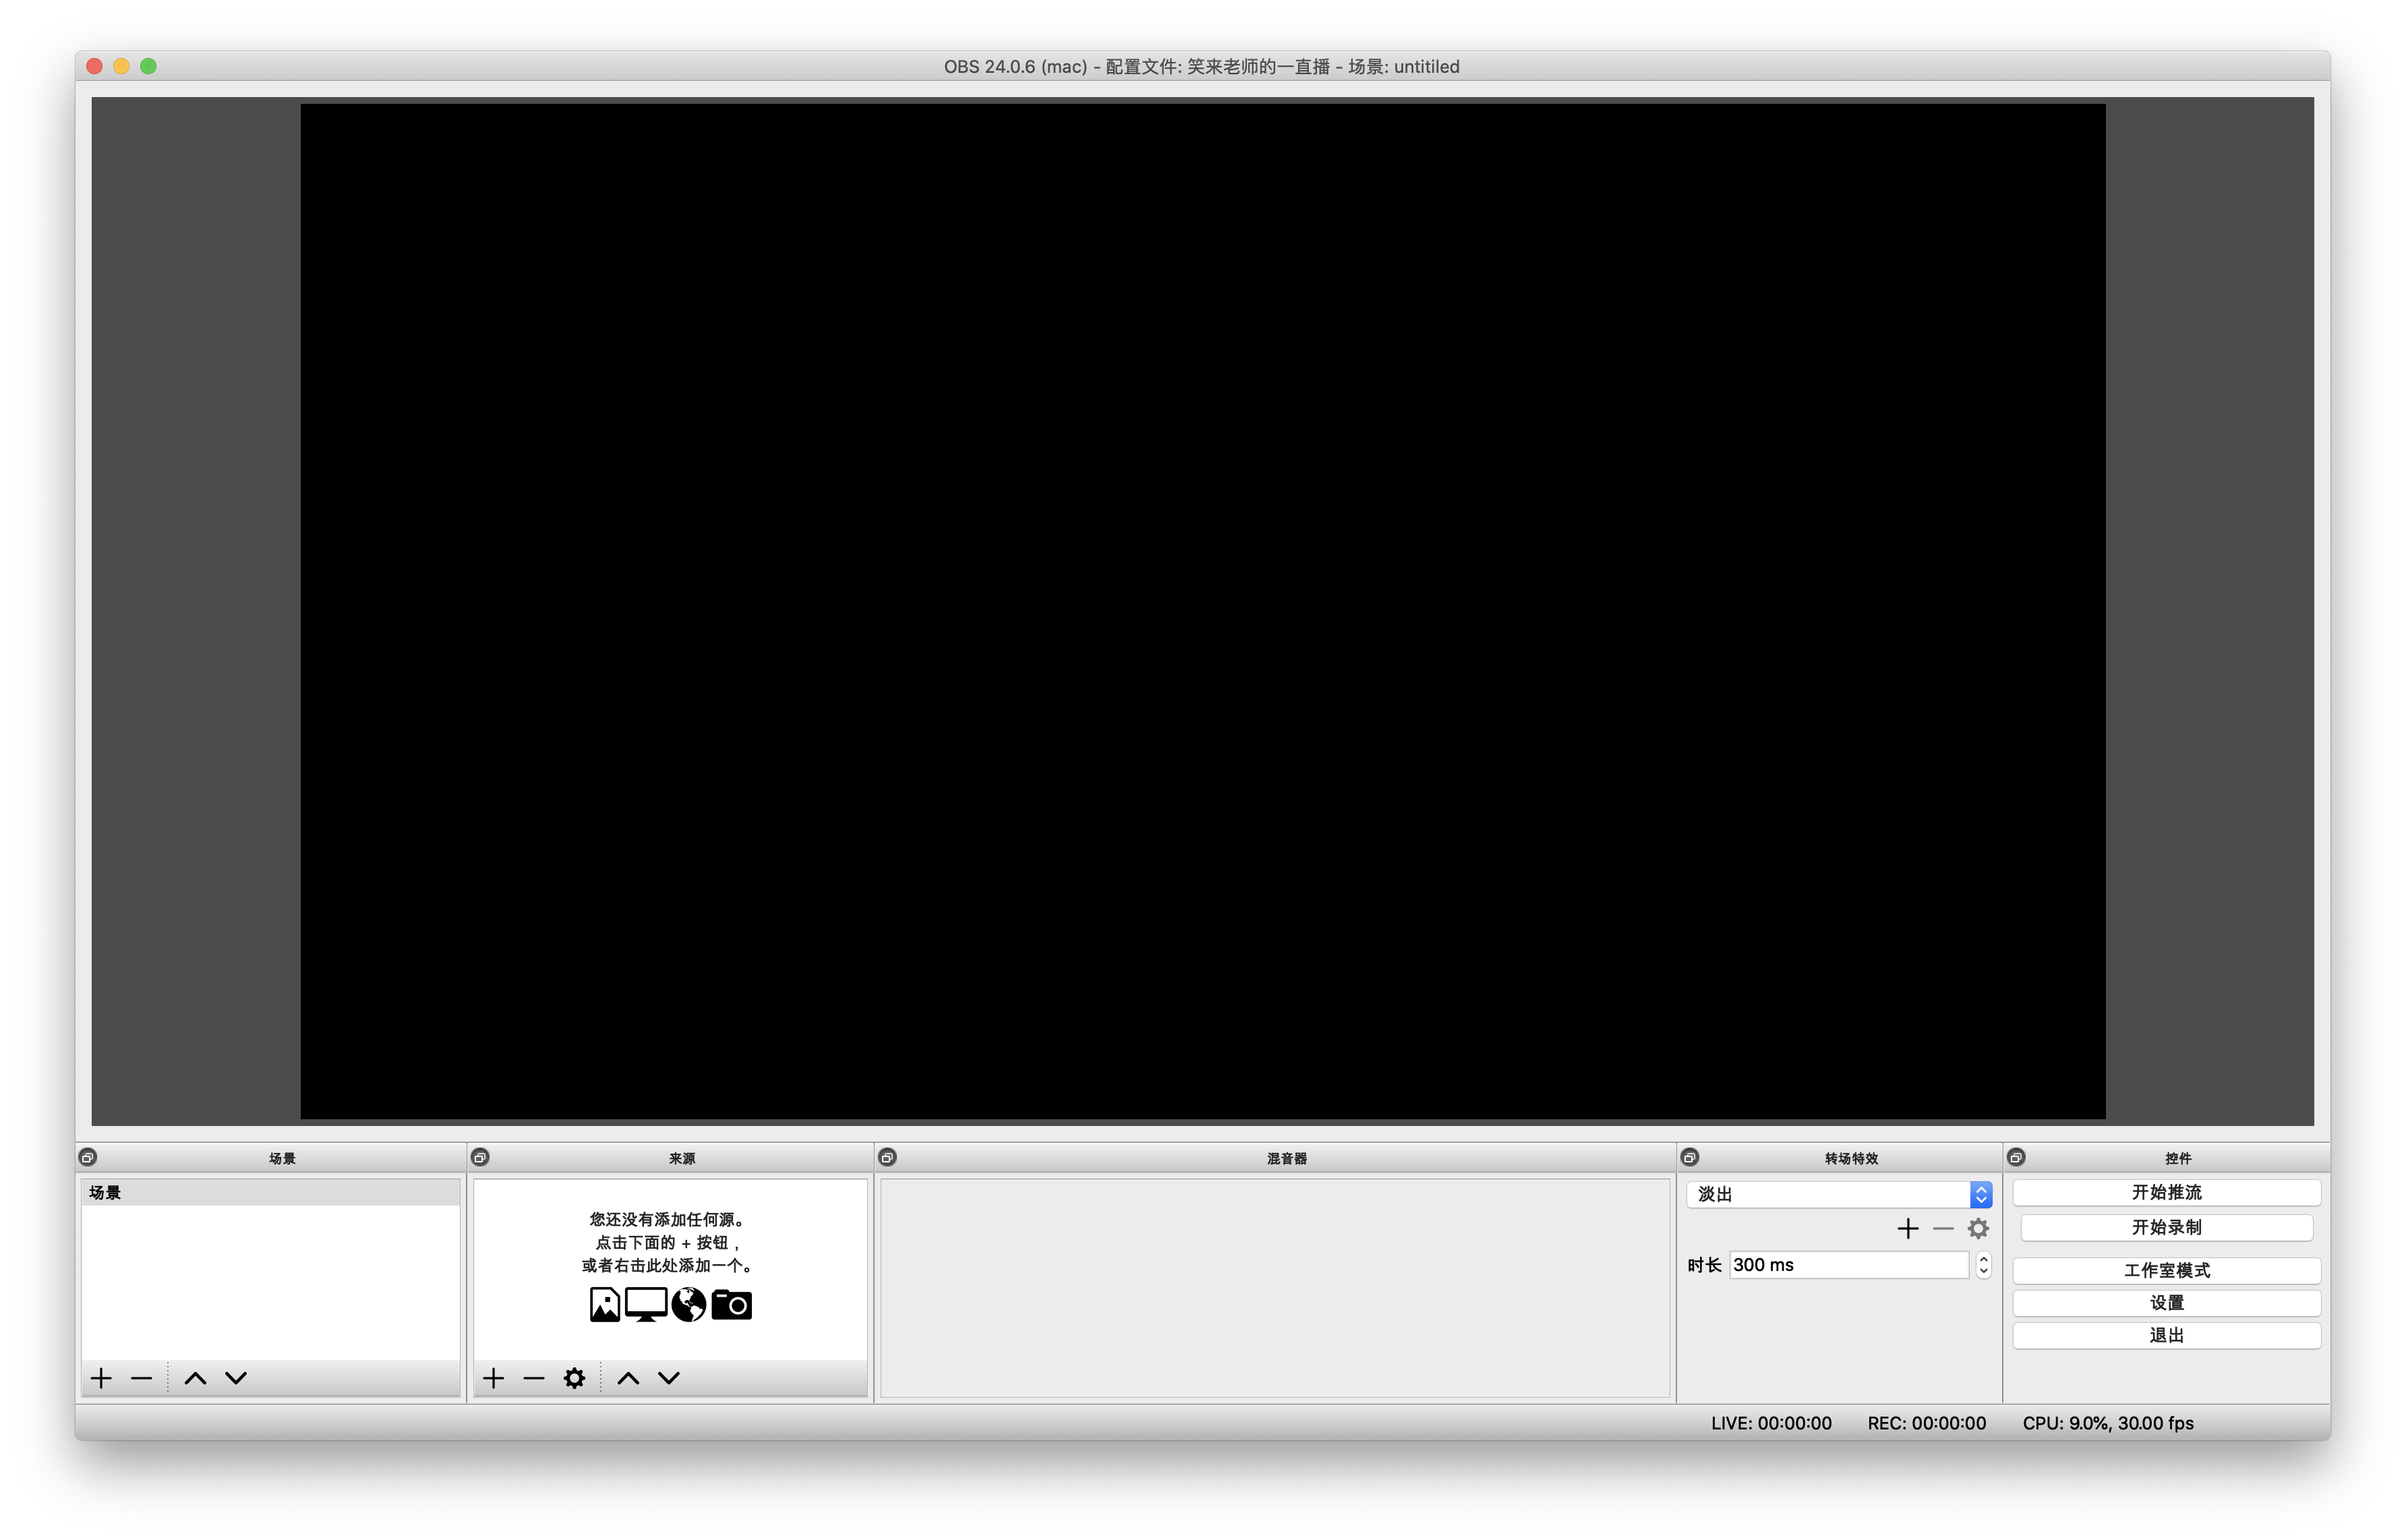 OBS 24.0.6 (mac) - 配置文件: 笑来老师的一直播 - 场景: untitiled
场景
来源
混音器
转场特效
控件
场景
您还没有添加任何源。
点击下面的 + 按钮，
或者右击此处添加一个。
淡出
时长 300 ms
开始推流
开始录制
工作室模式
设置
退出
LIVE: 00:00:00 REC: 00:00:00 CPU: 9.0%, 30.00 fps